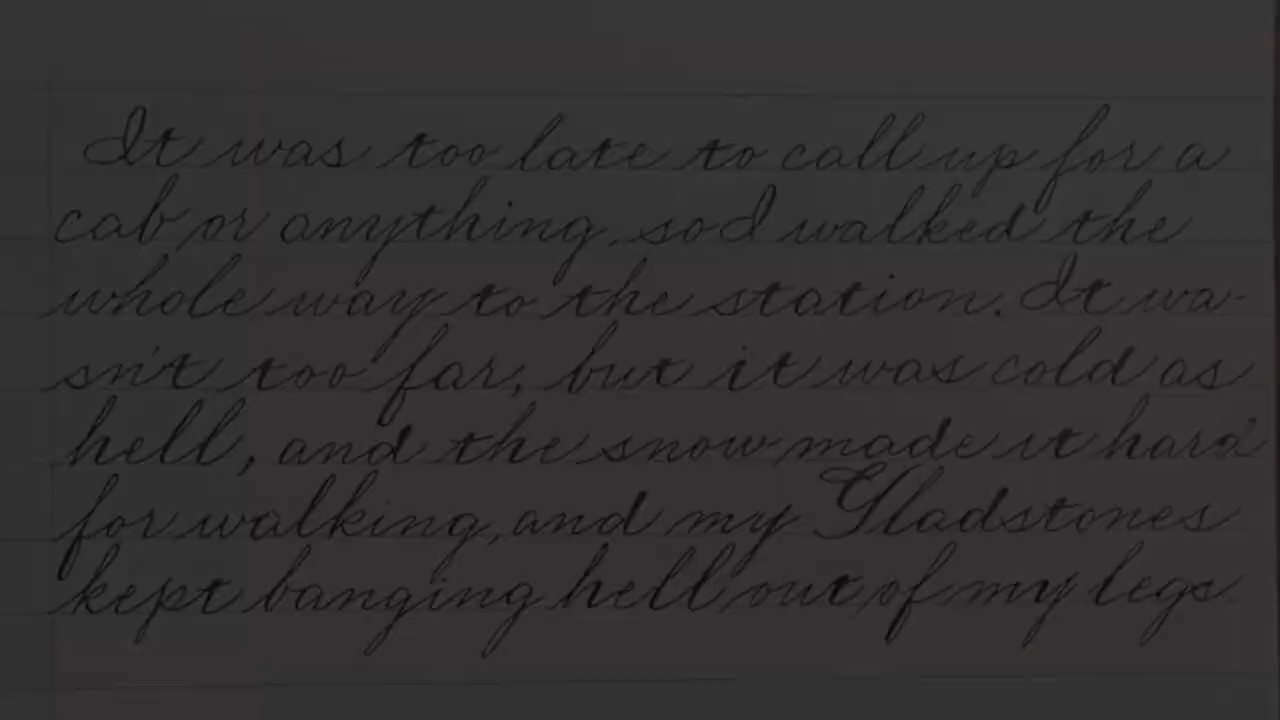 It was too late to call up for a
cab or anything, so I walked the
whole way to the station. It wa-
sn't too far, but it was cold as
hell, and the snow made it hard
for walking, and my Gladstones
kept banging hell out of my legs